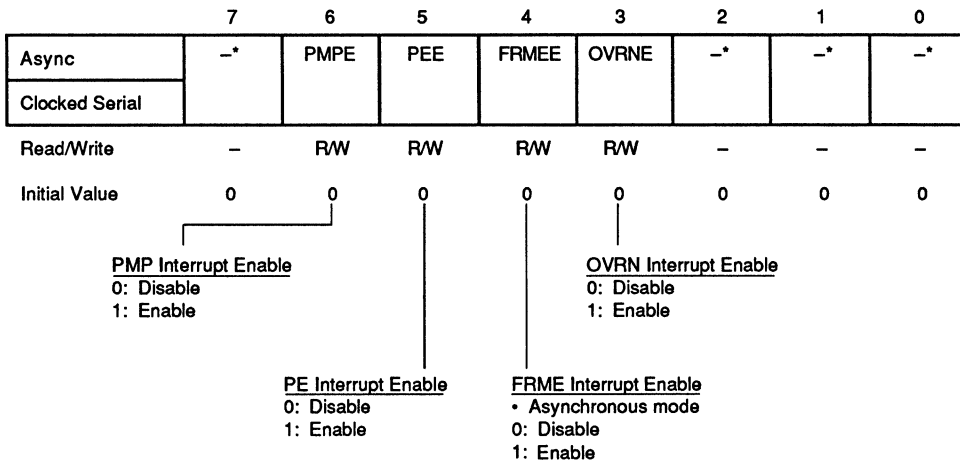 7 6 5 4 3 2 1 0
Async –* PMPE PEE FRMEE OVRNE –* –* –*
Clocked Serial
Read/Write – R/W R/W R/W R/W – – –
Initial Value 0 0 0 0 0 0 0 0
PMP Interrupt Enable
0: Disable
1: Enable
OVRN Interrupt Enable
0: Disable
1: Enable
PE Interrupt Enable
0: Disable
1: Enable
FRME Interrupt Enable
• Asynchronous mode
0: Disable
1: Enable